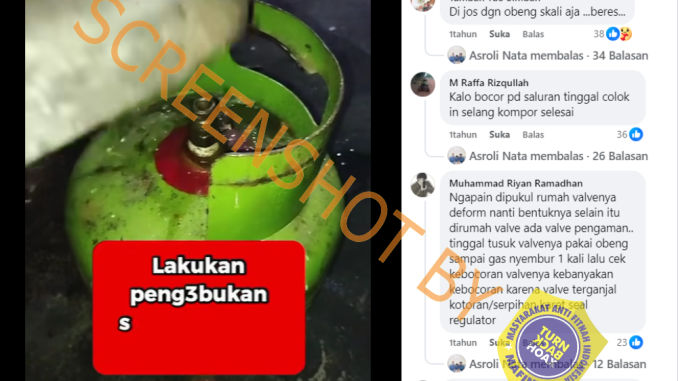 Lakukan
peng3bukan
s
SCREENSHOT BY
Di jos dgn obeng skali aja ...beres...
1tahun Suka Balas 38
Asroli Nata membalas · 34 Balasan
M Raffa Rizqullah
Kalo bocor pd saluran tinggal colok
in selang kompor selesai
1tahun Suka Balas 36
Asroli Nata membalas · 26 Balasan
Muhammad Riyan Ramadhan
Ngapain dipukul rumah valvenya
deform nanti bentuknya selain itu
dirumah valve ada valve pengaman..
tinggal tusuk valvenya pakai obeng
sampai gas nyembur 1 kali lalu cek
kebocoran valvenya kebanyakan
kebocoran karena valve terganjal
kotoran/serpihan karet seal
regulator
1tahun Suka 23
Asroli Nata membalas · 12 Balasan
MASYARAKAT ANTI FITNAH INDONESIA
TURN
HOAX